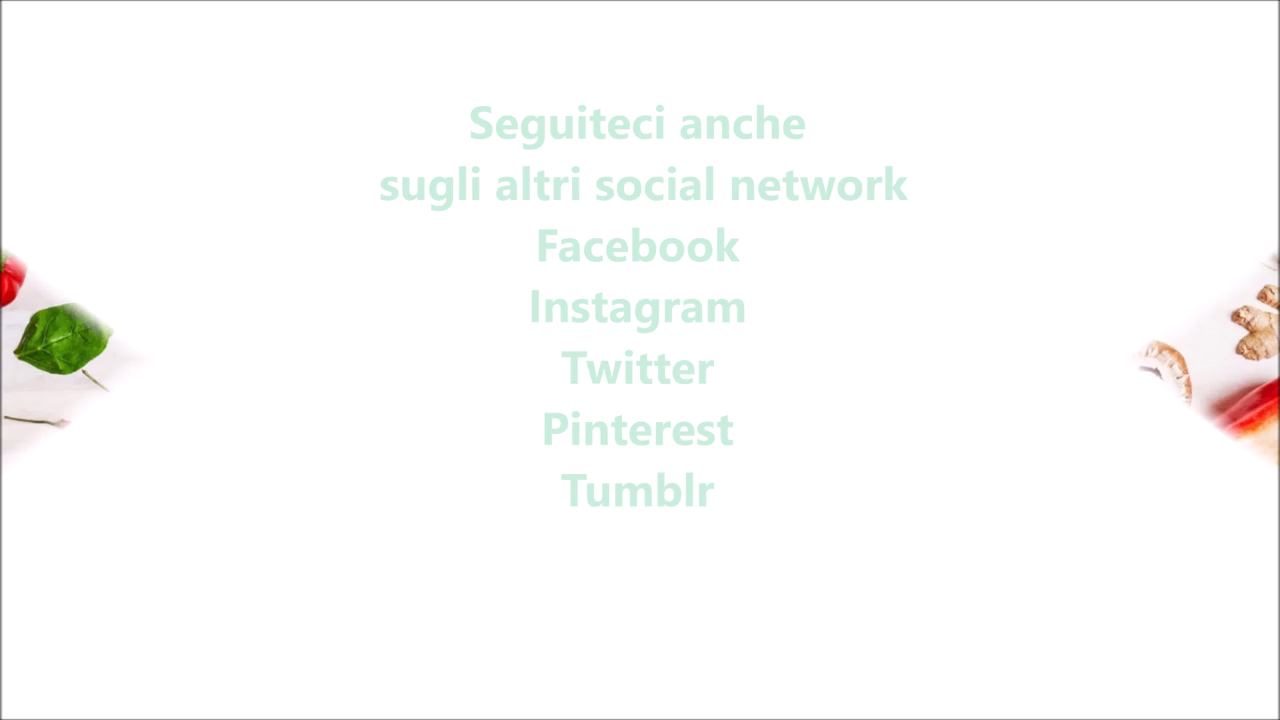 Seguiteci anche
sugli altri social network
Facebook
Instagram
Twitter
Pinterest
Tumblr